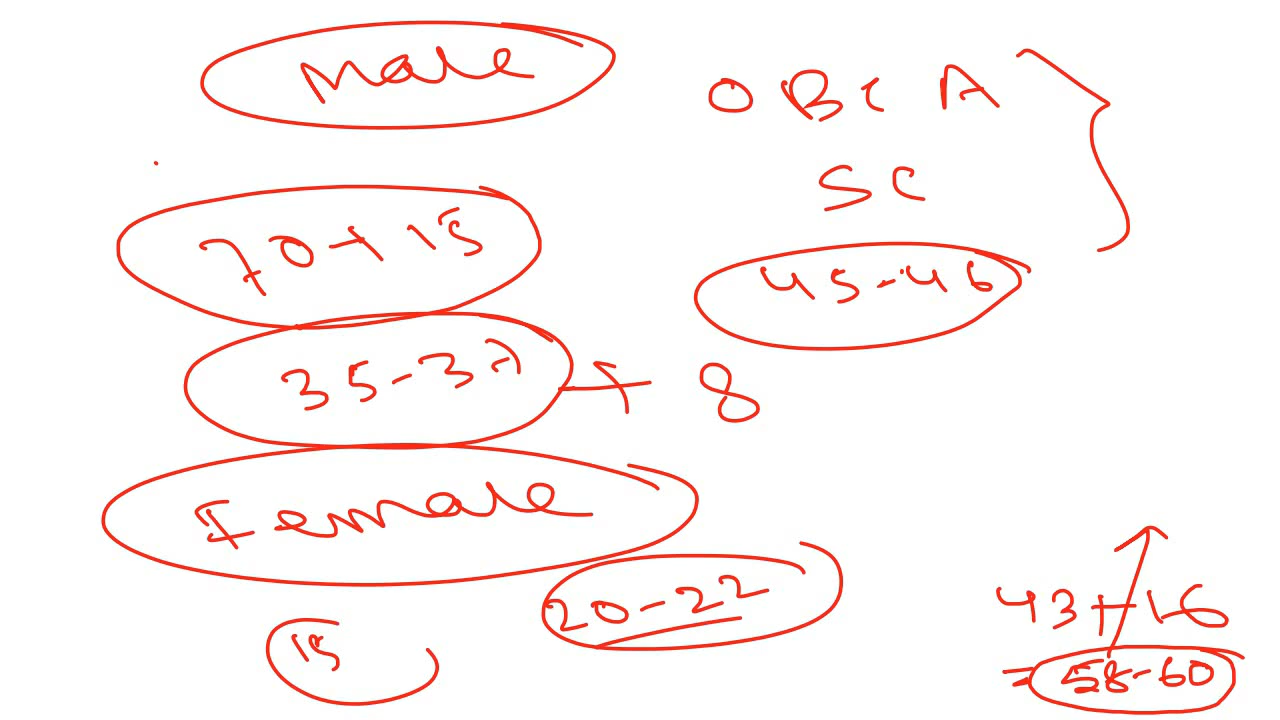 Male
OBC A
SC
70+15
45-46
35-37 + 8
Female
20-22
15
43+16
= 58-60